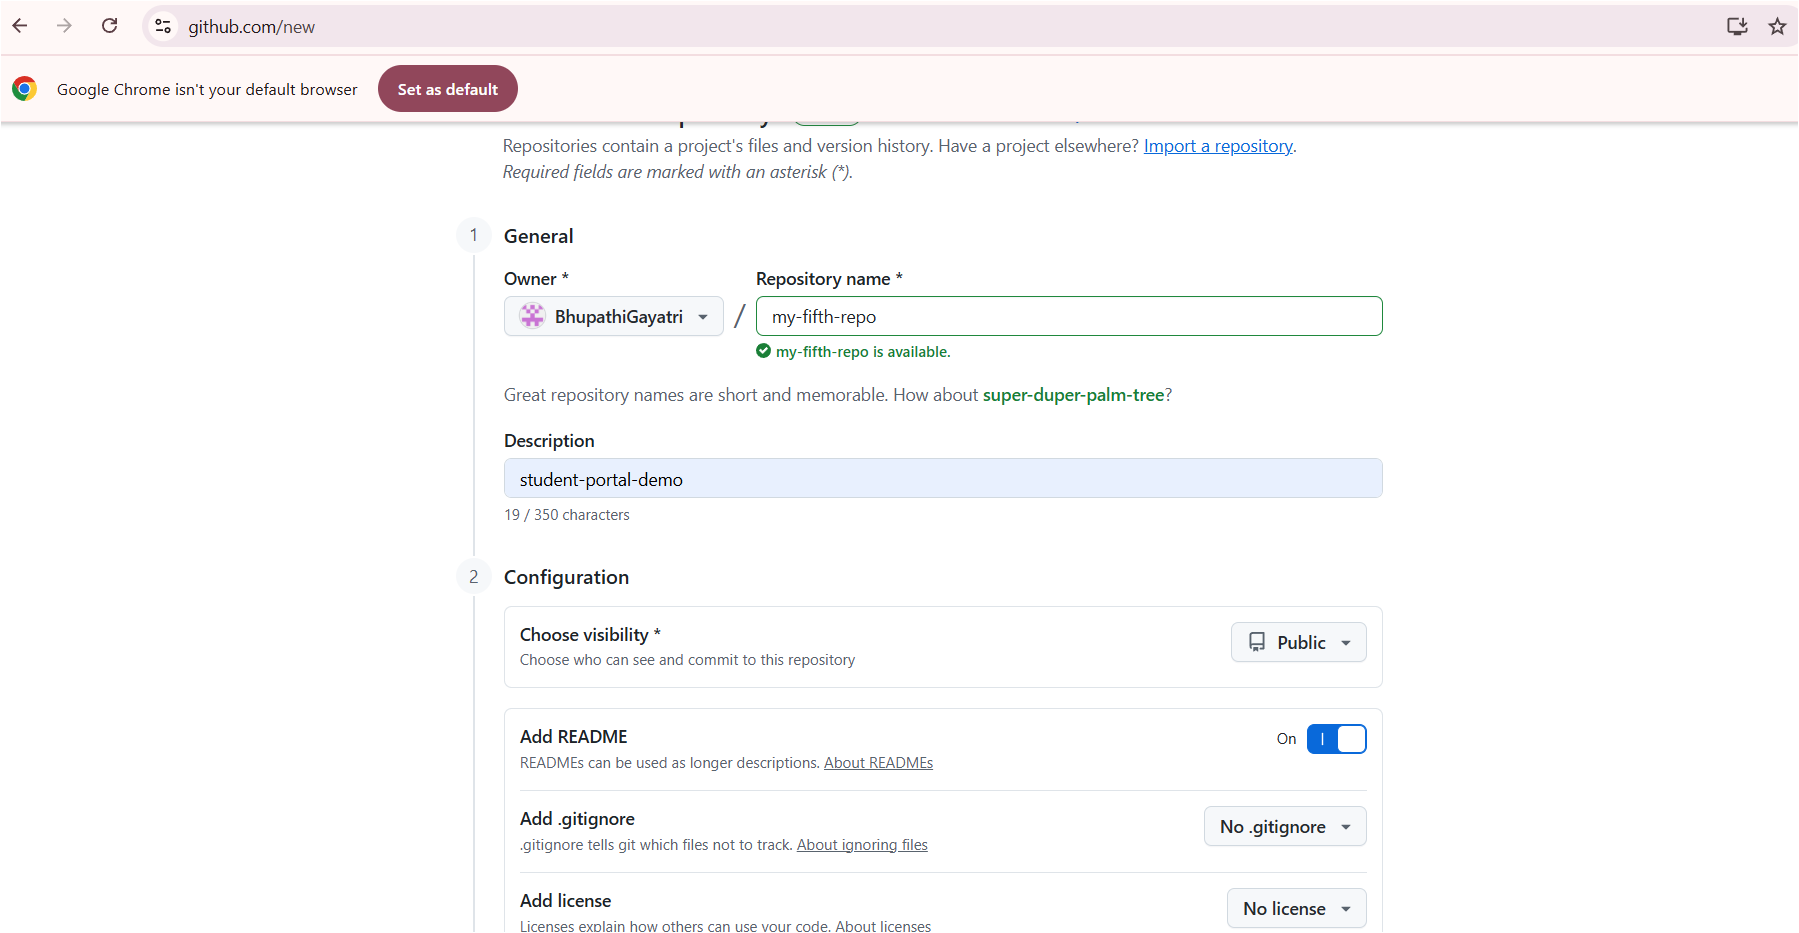 github.com/new
Google Chrome isn't your default browser
Set as default
Repositories contain a project's files and version history. Have a project elsewhere? Import a repository.
Required fields are marked with an asterisk (*).
1 General
Owner * Repository name *
BhupathiGayatri / my-fifth-repo
my-fifth-repo is available.
Great repository names are short and memorable. How about super-duper-palm-tree?
Description
student-portal-demo
19 / 350 characters
2 Configuration
Choose visibility *
Public
Choose who can see and commit to this repository
Add README
On
READMEs can be used as longer descriptions. About READMEs
Add .gitignore
No .gitignore
.gitignore tells git which files not to track. About ignoring files
Add license
No license
Licenses explain how others can use your code. About licenses